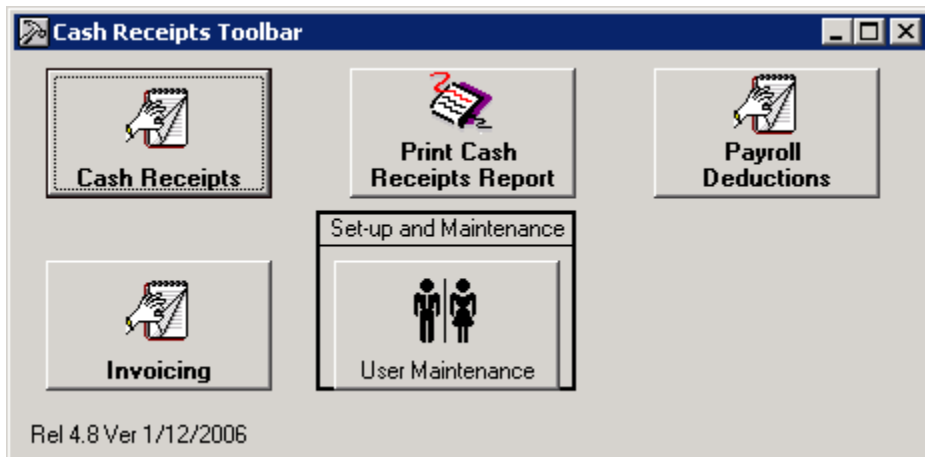 Cash Receipts Toolbar
Cash Receipts
Print Cash
Receipts Report
Payroll
Deductions
Set-up and Maintenance
Invoicing
User Maintenance
Rel 4.8 Ver 1/12/2006